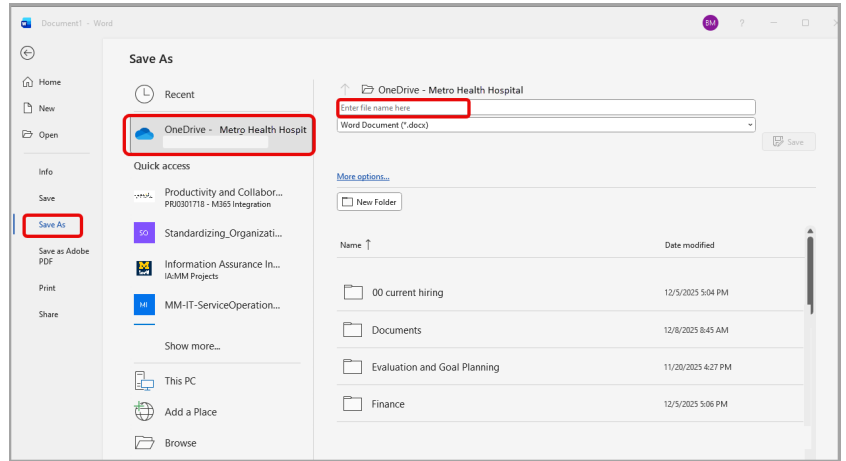 Document1 - Word
BM
?
Home
New
Open
Info
Save
Save As
Save as Adobe
PDF
Print
Share
Save As
Recent
OneDrive - Metro Health Hospit
Quick access
Productivity and Collabor...
PRJ0301718 - M365 Integration
SO
Standardizing_Organizati...
Information Assurance In...
IA:MM Projects
MI
MM-IT-ServiceOperation...
Show more...
This PC
Add a Place
Browse
OneDrive - Metro Health Hospital
Enter file name here
Word Document (*.docx)
Save
More options...
New Folder
Name
Date modified
00 current hiring
12/5/2025 5:04 PM
Documents
12/8/2025 8:45 AM
Evaluation and Goal Planning
11/20/2025 4:27 PM
Finance
12/5/2025 5:06 PM